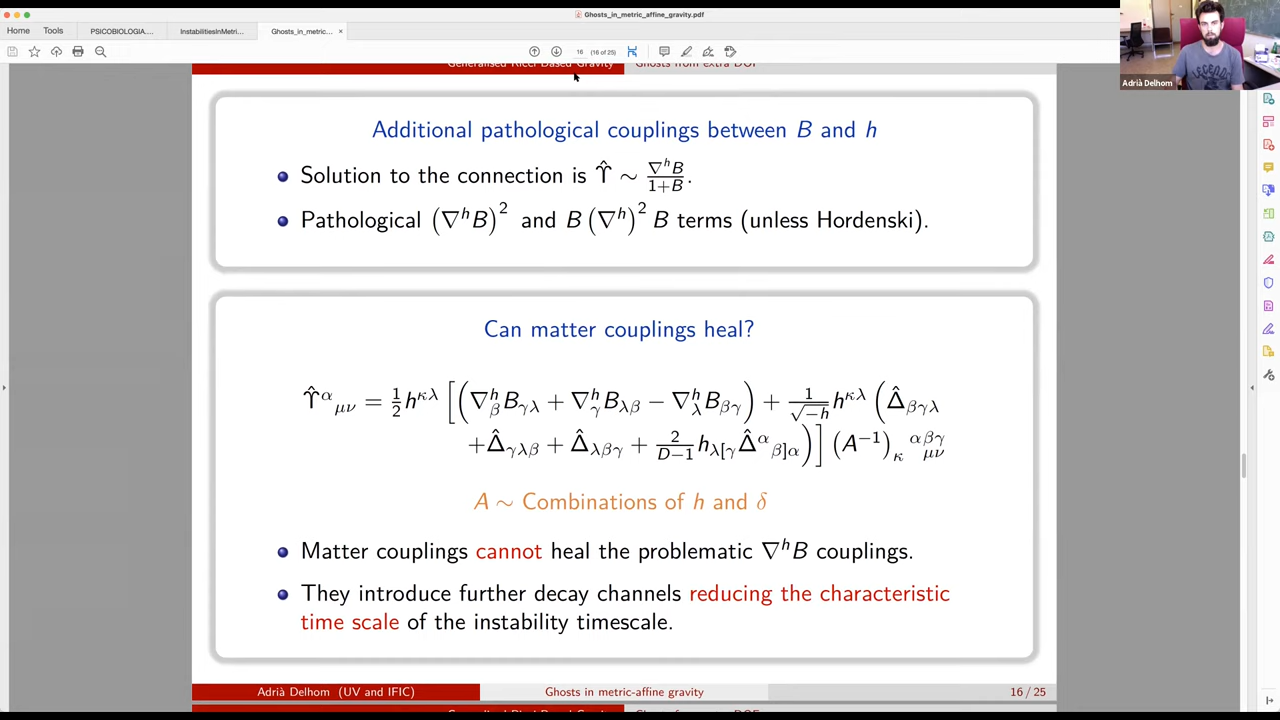 Ghosts_in_metric_affine_gravity.pdf
Home Tools PSICOBIOLOGIA.... InstabilitiesInMetri... Ghosts_in_metric... ×
16 (16 of 25)
Generalised Ricci Based Gravity Ghosts from extra DOF
Adrià Delhom
Additional pathological couplings between B and h
Solution to the connection is Υ̂ ∼ ∇ʰB / 1+B.
Pathological (∇ʰB)² and B(∇ʰ)²B terms (unless Hordenski).
Can matter couplings heal?
Υ̂^α_μν = 1/2 h^κλ [(∇^h_β B_γλ + ∇^h_γ B_λβ − ∇^h_λ B_βγ) + 1/√−h h^κλ (Δ̂_βγλ
+Δ̂_γλβ + Δ̂_λβγ + 2/D−1 h_λ[γ Δ̂^α_β]α)] (A^−1)_κ^αβγ_μν
A ∼ Combinations of h and δ
Matter couplings cannot heal the problematic ∇ʰB couplings.
They introduce further decay channels reducing the characteristic
time scale of the instability timescale.
Adrià Delhom (UV and IFIC) Ghosts in metric-affine gravity 16 / 25